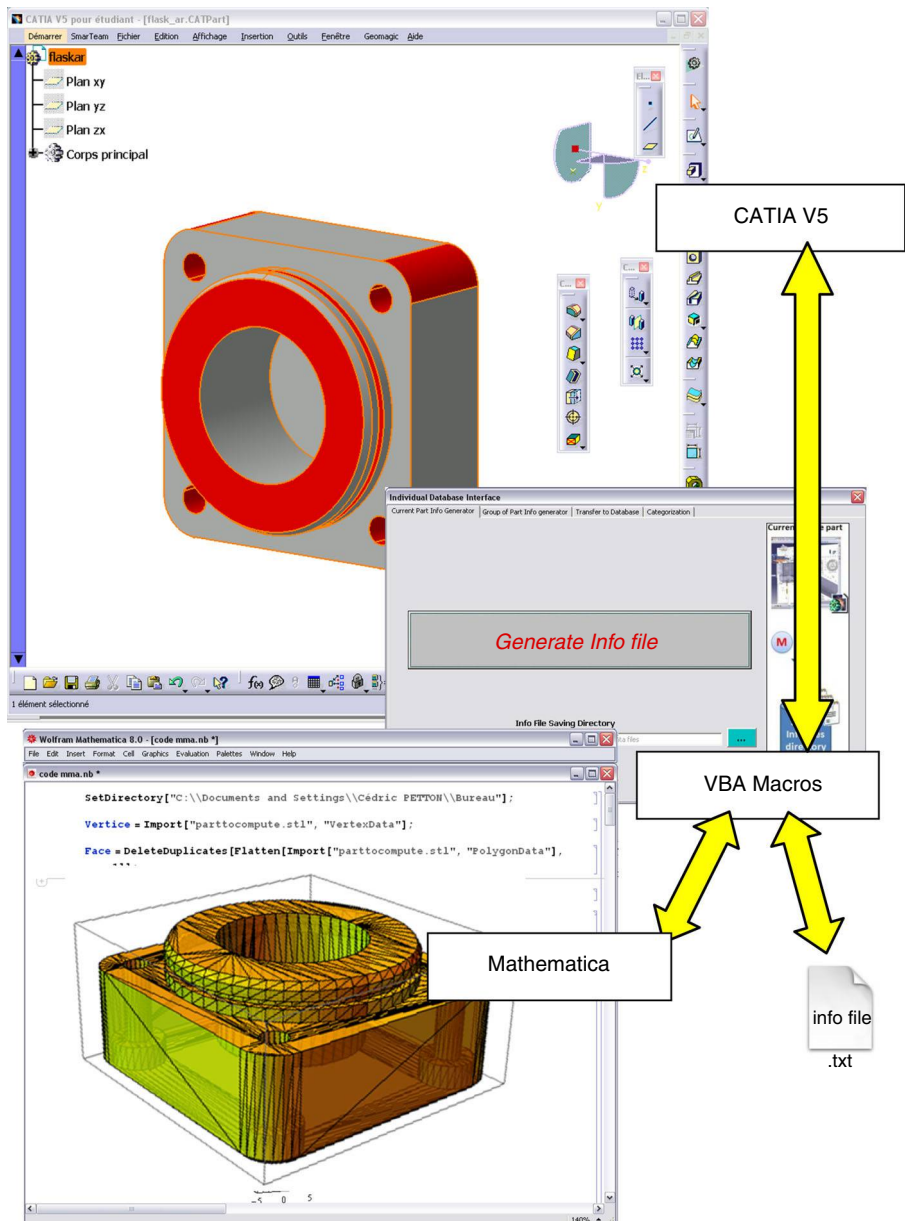 CATIA V5 pour étudiant - [flask_ar.CATPart]
Démarrer SmarTeam Fichier Edition Affichage Insertion Outils Fenêtre Geomagic Aide
flaskar
Plan xy
Plan yz
Plan zx
Corps principal
El...
z
y
C...
C...
CATIA V5
Individual Database Interface
Current Part Info Generator Group of Part Info generator Transfer to Database Categorization
part
Generate Info file
M
Info File Saving Directory
files
...
directory
f(x)
1 élément sélectionné
VBA Macros
Wolfram Mathematica 8.0 - [code mma.nb *]
File Edit Insert Format Cell Graphics Evaluation Palettes Window Help
code mma.nb *
SetDirectory["C:\\Documents and Settings\\Cédric PETTON\\Bureau"];
Vertice = Import["parttocompute.stl", "VertexData"];
Face = DeleteDuplicates[Flatten[Import["parttocompute.stl", "PolygonData"],
Mathematica
info file
.txt
-5 0 5
140%